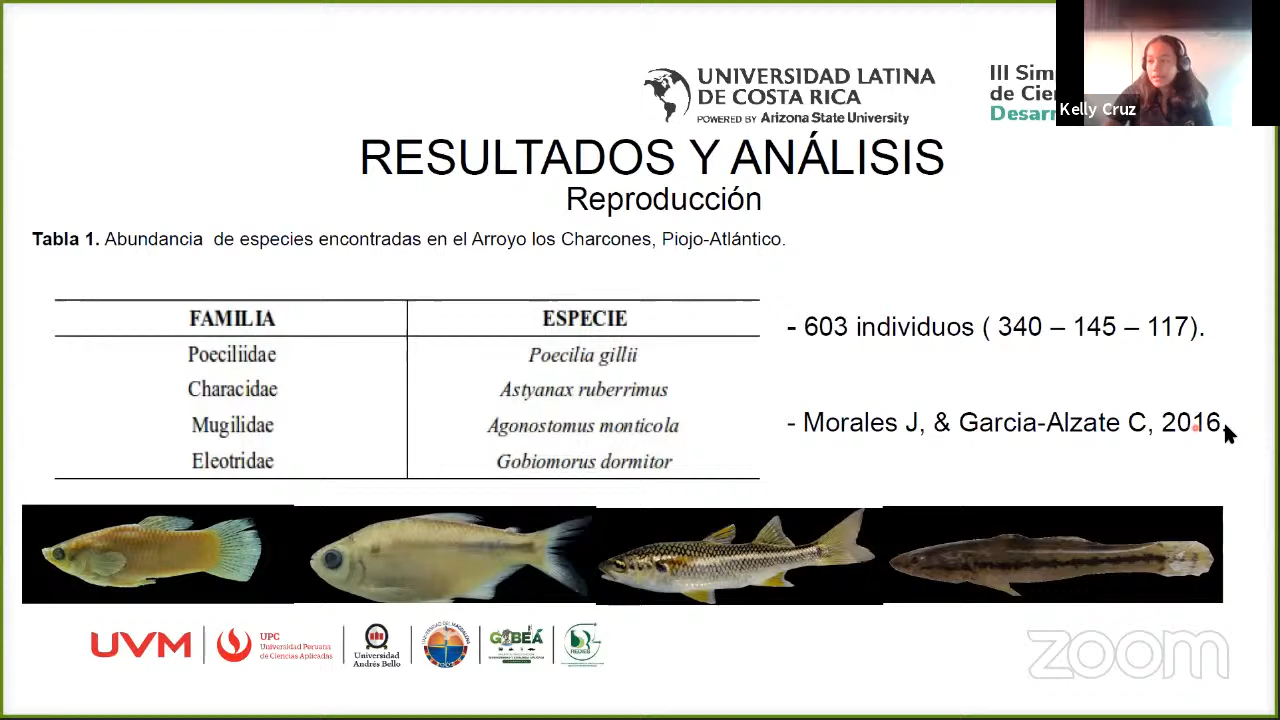 UNIVERSIDAD LATINA
DE COSTA RICA
POWERED BY Arizona State University
III Sim
de Cie
Desarr
Kelly Cruz
RESULTADOS Y ANÁLISIS
Reproducción
Tabla 1. Abundancia de especies encontradas en el Arroyo los Charcones, Piojo-Atlántico.
FAMILIA ESPECIE
Poeciliidae Poecilia gillii
Characidae Astyanax ruberrimus
Mugilidae Agonostomus monticola
Eleotridae Gobiomorus dormitor
- 603 individuos ( 340 – 145 – 117).
- Morales J, & Garcia-Alzate C, 2016.
UVM
UPC
Universidad Peruana
de Ciencias Aplicadas
Universidad
Andrés Bello
zoom